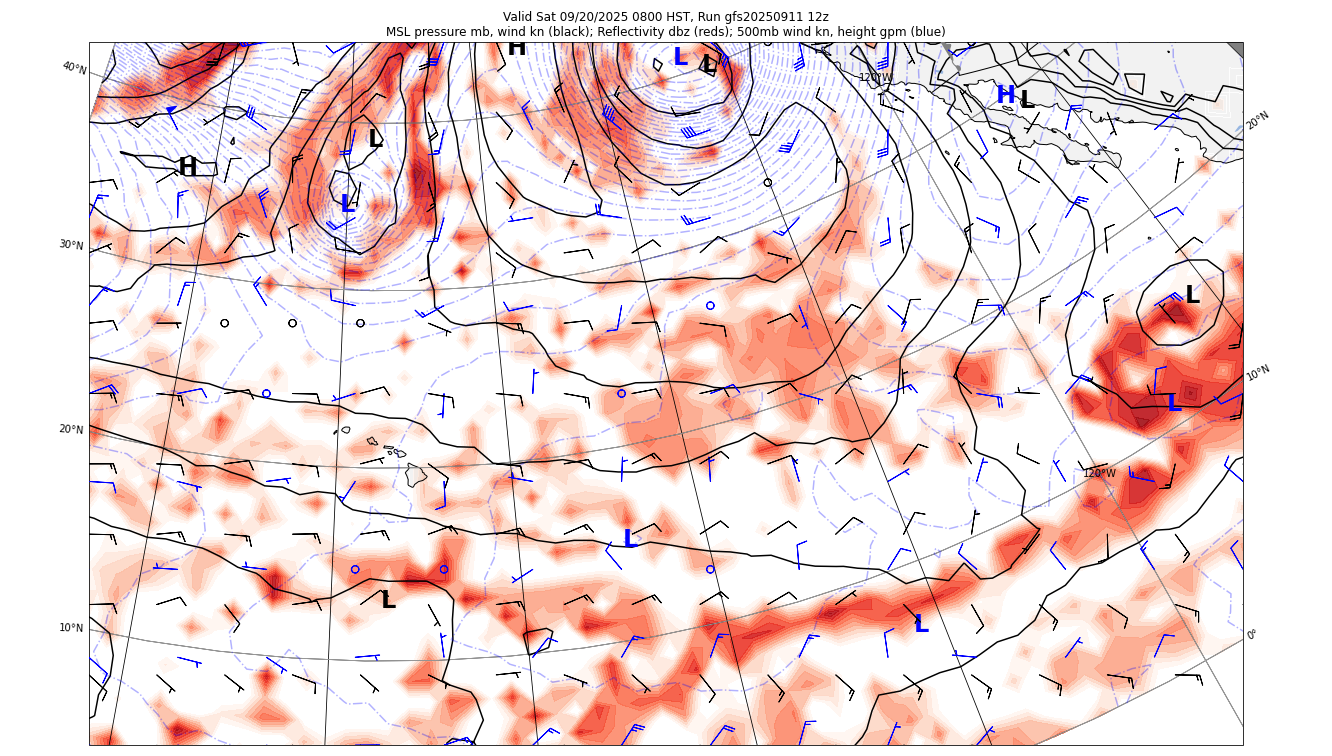 Valid Sat 09/20/2025 0800 HST, Run gfs20250911 12z
MSL pressure mb, wind kn (black); Reflectivity dbz (reds); 500mb wind kn, height gpm (blue)
H
L
L
40°N
120°W
H
L
20°N
L
H
L
30°N
L
10°N
L
20°N
120°W
L
L
L
10°N
0°